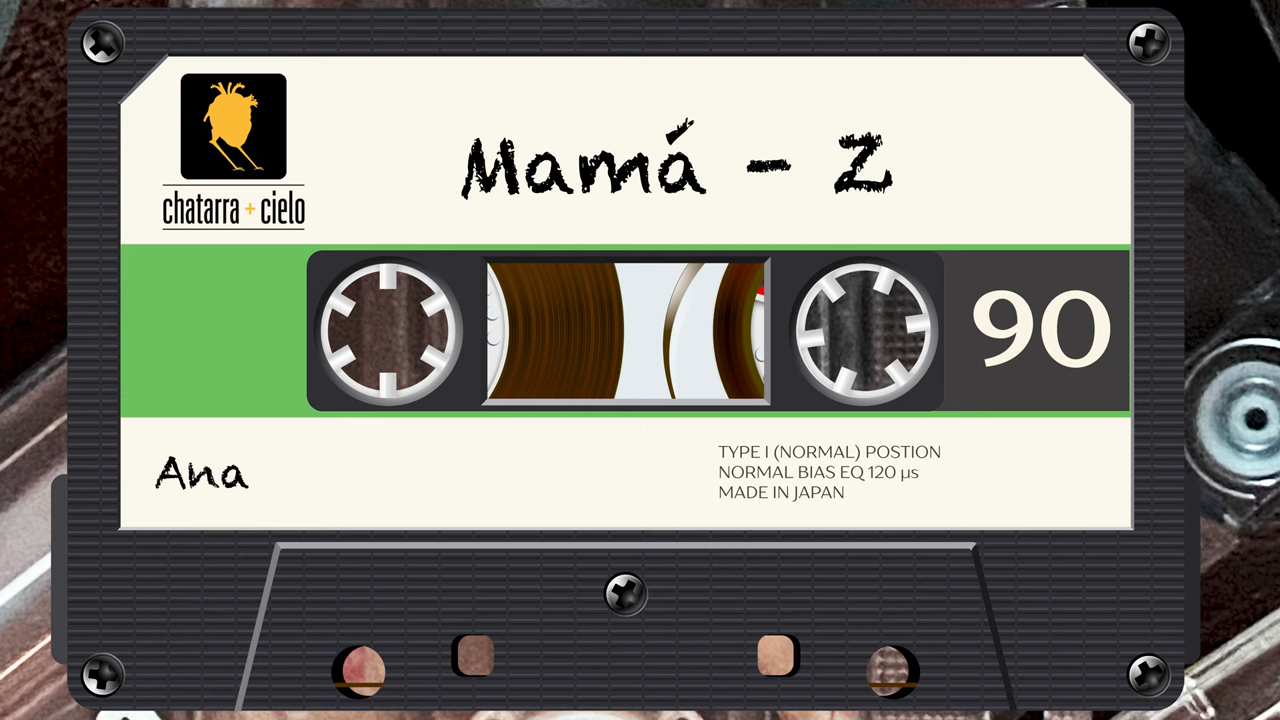 chatarra + cielo
Mamá - Z
90
Ana
TYPE I (NORMAL) POSTION
NORMAL BIAS EQ 120 µs
MADE IN JAPAN